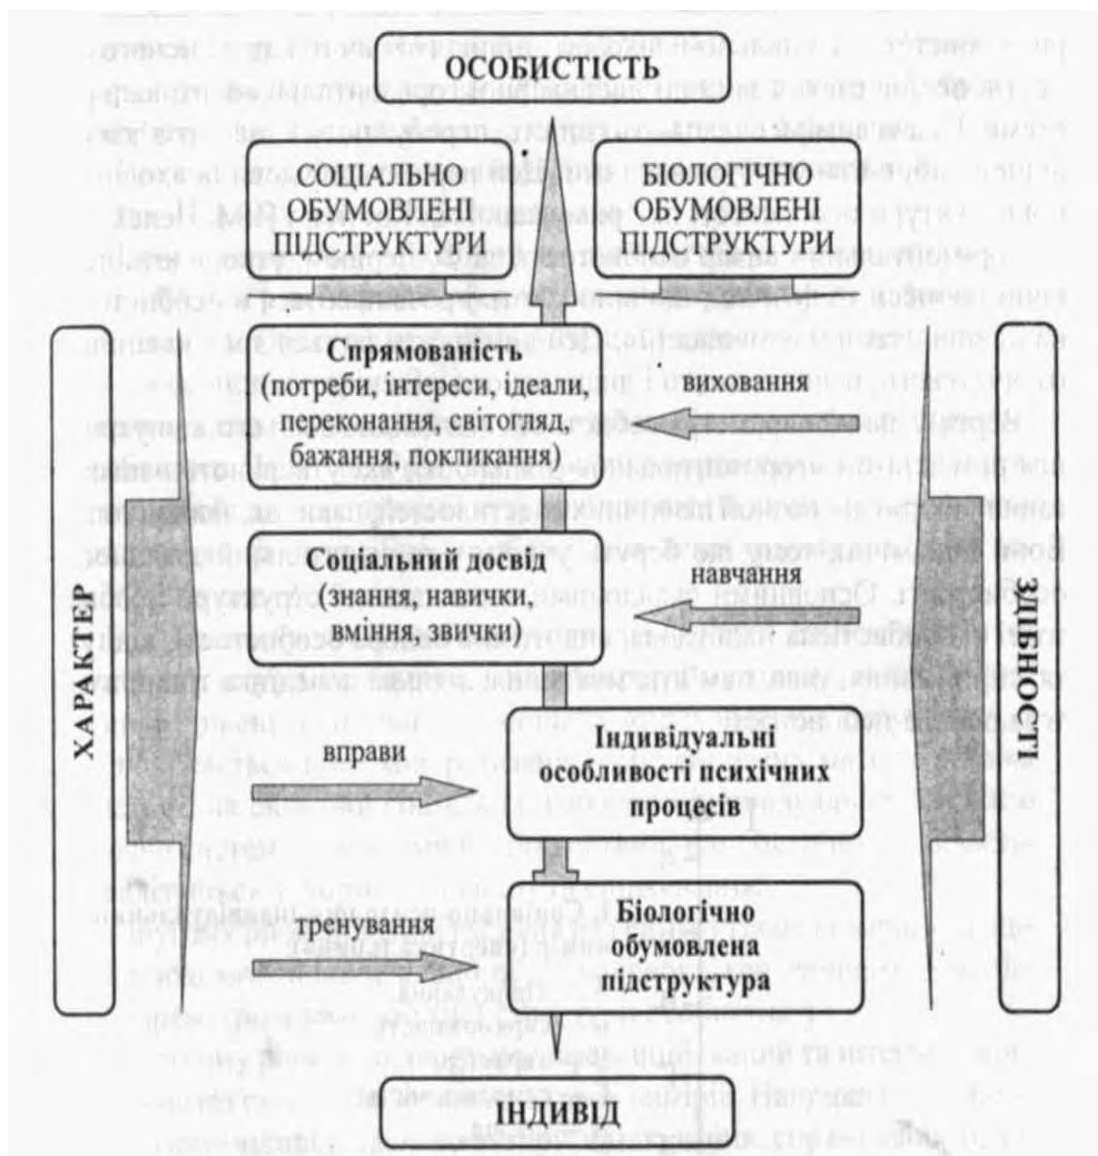 ОСОБИСТІСТЬ
СОЦІАЛЬНО
ОБУМОВЛЕНІ
ПІДСТРУКТУРИ
БІОЛОГІЧНО
ОБУМОВЛЕНІ
ПІДСТРУКТУРИ
Спрямованість
(потреби, інтереси, ідеали,
переконання, світогляд,
бажання, покликання)
виховання
Соціальний досвід
(знання, навички,
вміння, звички)
навчання
ХАРАКТЕР
ЗДІБНОСТІ
вправи
Індивідуальні
особливості психічних
процесів
тренування
Біологічно
обумовлена
підструктура
ІНДИВІД